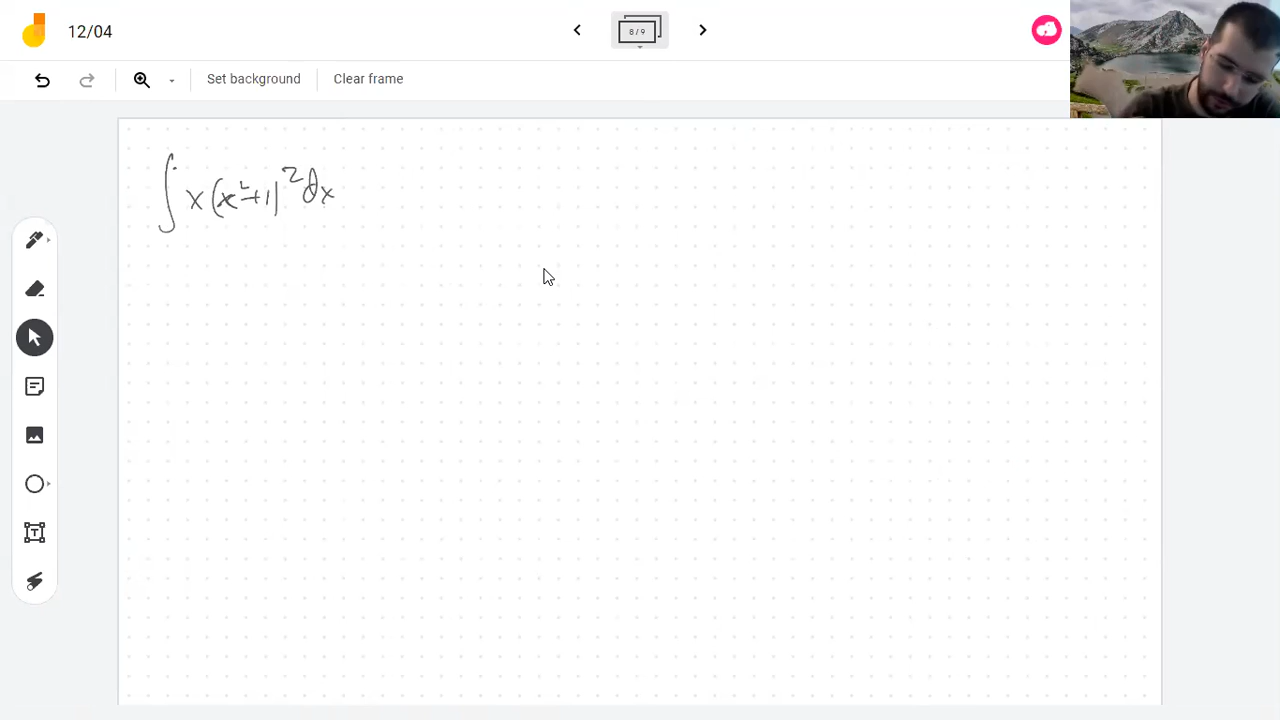 12/04
8 / 9
Set background
Clear frame
∫ x(x²+1)² dx
T